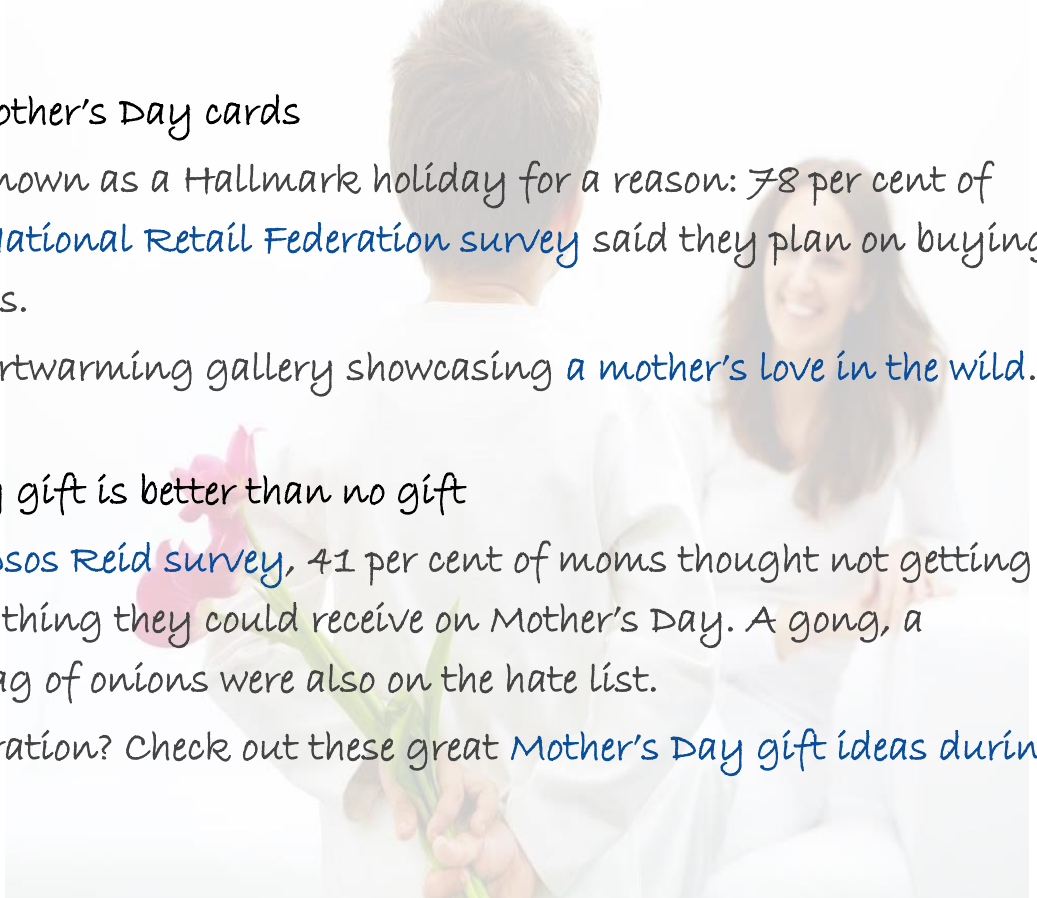 other's Day cards
nown as a Hallmark holiday for a reason: 78 per cent of
National Retail Federation survey said they plan on buying
s.
rtwarming gallery showcasing a mother's love in the wild.
gift is better than no gift
sos Reid survey, 41 per cent of moms thought not getting
thing they could receive on Mother's Day. A gong, a
ag of onions were also on the hate list.
ration? Check out these great Mother's Day gift ideas durin